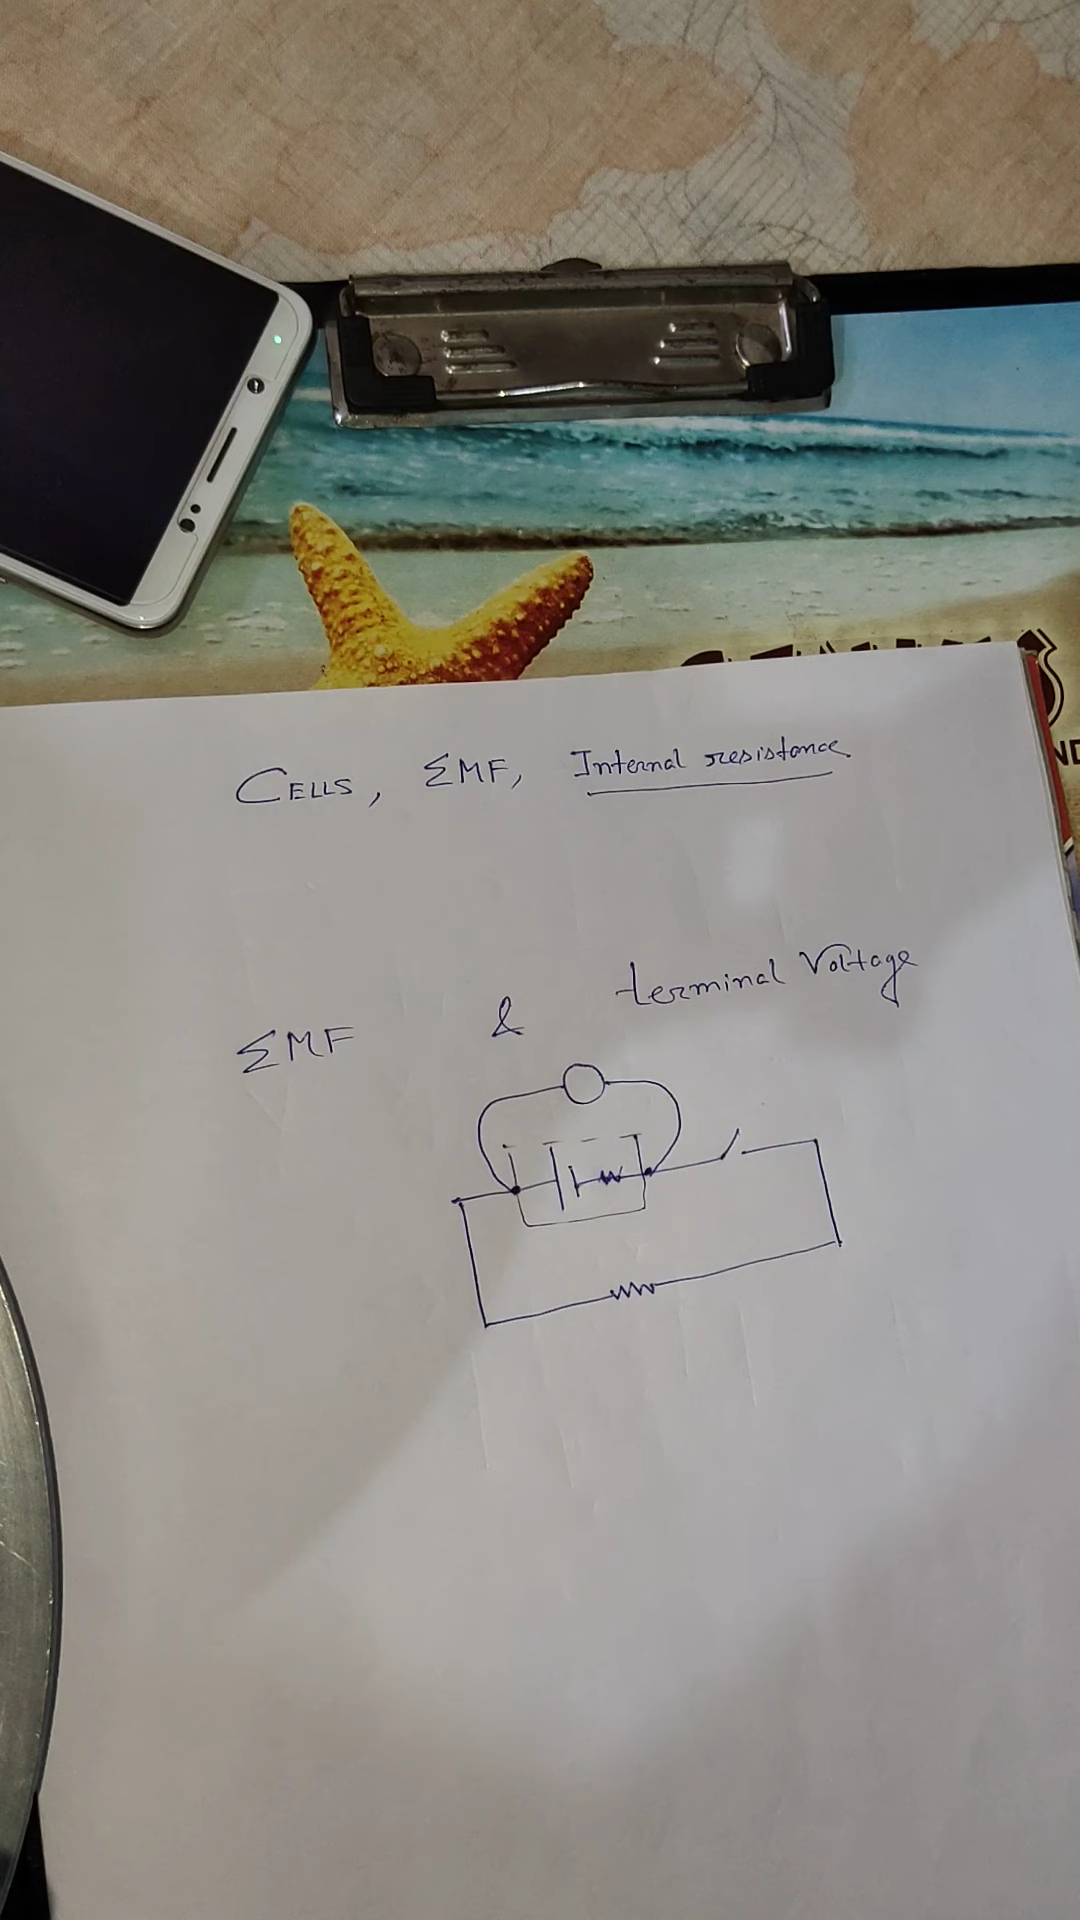 CELLS, EMF, Internal resistance
EMF & terminal Voltage